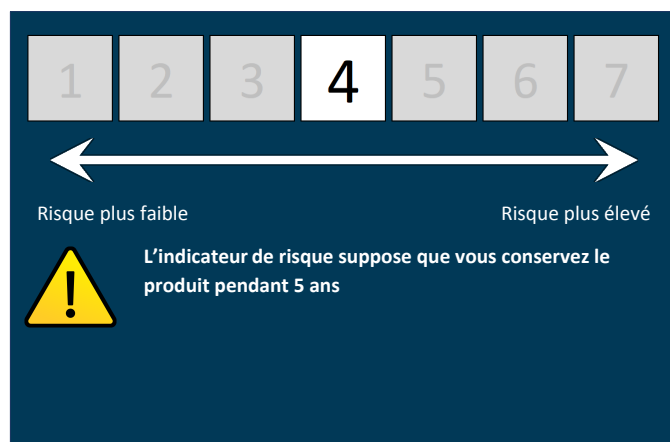 1 2 3 4 5 6 7
Risque plus faible Risque plus élevé
L’indicateur de risque suppose que vous conservez le
produit pendant 5 ans